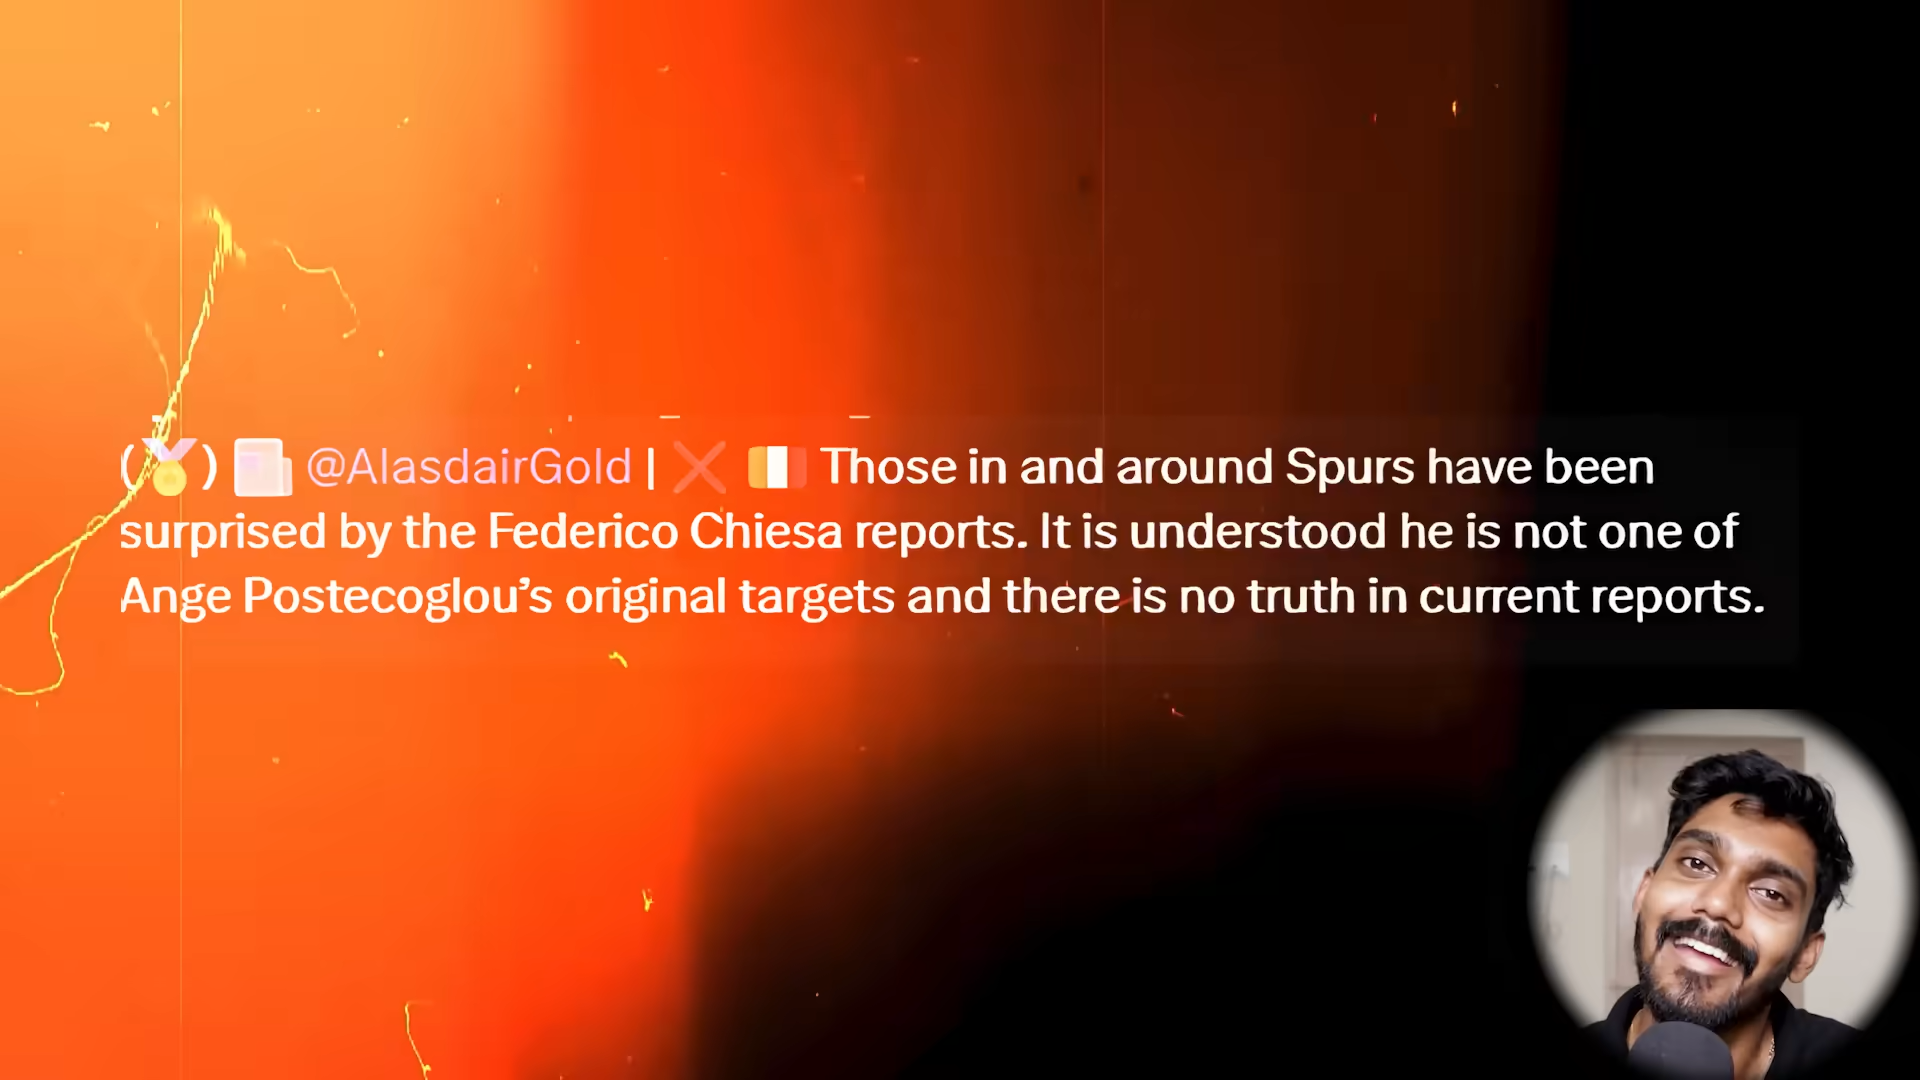 (🥇) 📰 @AlasdairGold | ❌ 🇮🇹 Those in and around Spurs have been
surprised by the Federico Chiesa reports. It is understood he is not one of
Ange Postecoglou’s original targets and there is no truth in current reports.